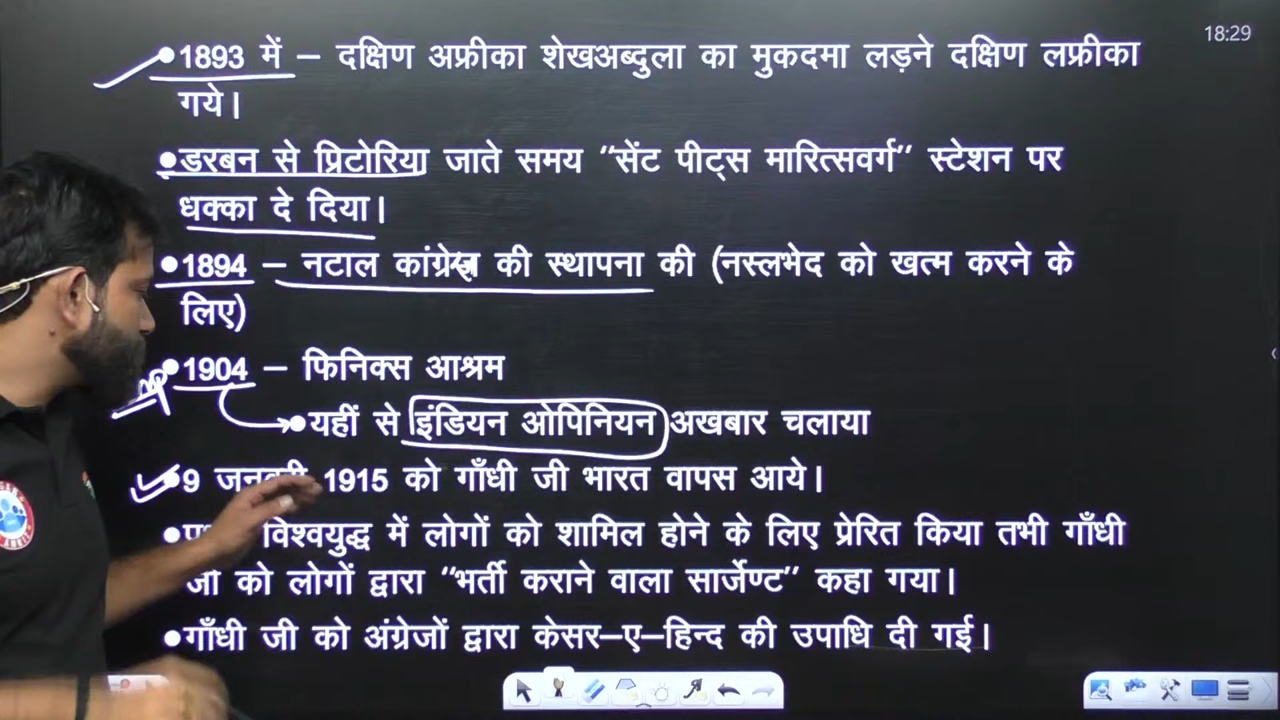 18:29
•1893 में – दक्षिण अफ्रीका शेखअब्दुला का मुकदमा लड़ने दक्षिण लफ्रीका
गये।
•डरबन से प्रिटोरिया जाते समय "सेंट पीट्स मारित्सवर्ग" स्टेशन पर
धक्का दे दिया।
•1894 – नटाल कांग्रेस की स्थापना की (नस्लभेद को खत्म करने के
लिए)
•1904 – फिनिक्स आश्रम
•यहीं से इंडियन ओपिनियन अखबार चलाया
•9 जनवरी 1915 को गाँधी जी भारत वापस आये।
• विश्वयुद्ध में लोगों को शामिल होने के लिए प्रेरित किया तभी गाँधी
जी को लोगों द्वारा "भर्ती कराने वाला सार्जेण्ट" कहा गया।
•गाँधी जी को अंग्रेजों द्वारा केसर–ए–हिन्द की उपाधि दी गई।